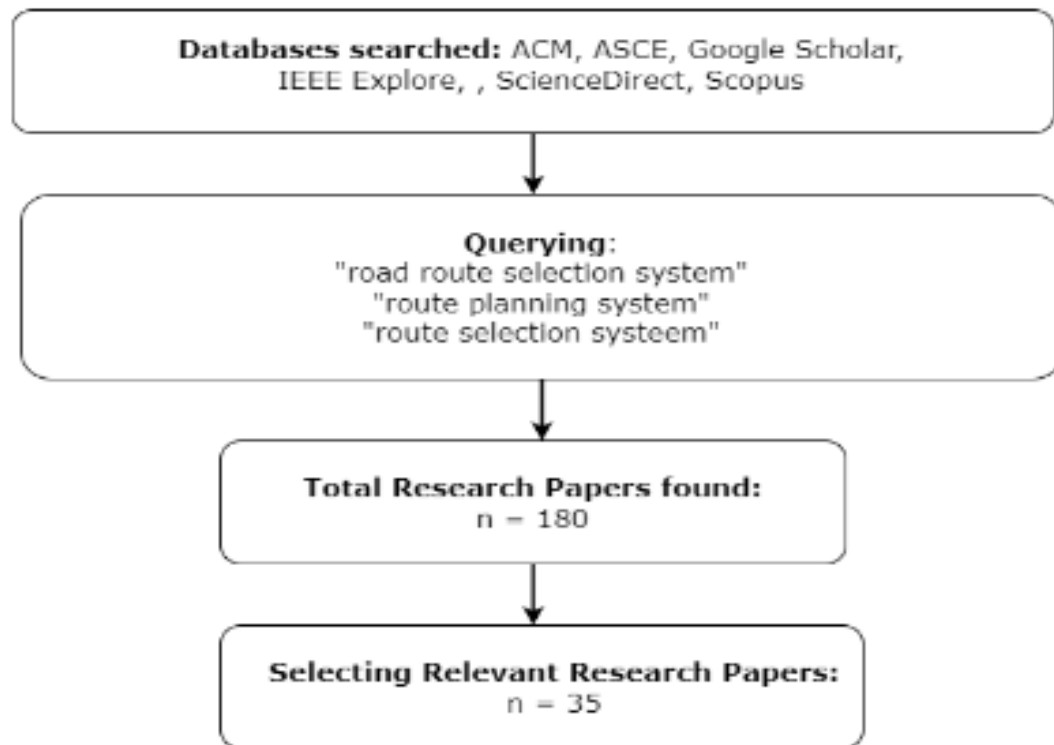 Databases searched: ACM, ASCE, Google Scholar,
IEEE Explore, , ScienceDirect, Scopus
Querying:
"road route selection system"
"route planning system"
"route selection systeem"
Total Research Papers found:
n = 180
Selecting Relevant Research Papers:
n = 35